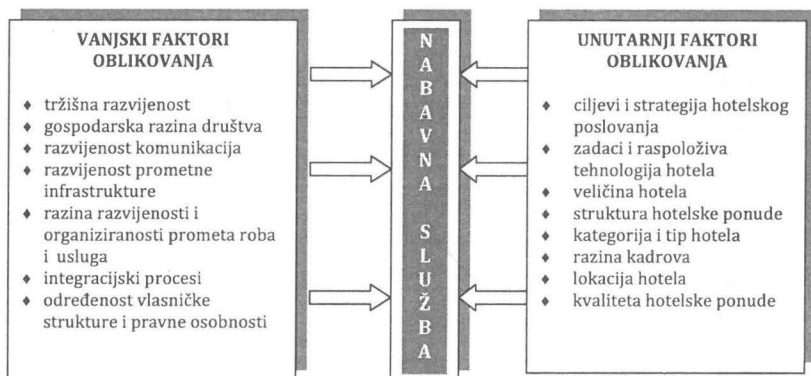 VANJSKI FAKTORI
OBLIKOVANJA
♦ tržišna razvijenost
♦ gospodarska razina društva
♦ razvijenost komunikacija
♦ razvijenost prometne
infrastrukture
♦ razina razvijenosti i
organiziranosti prometa roba
i usluga
♦ integracijski procesi
♦ određenost vlasničke
strukture i pravne osobnosti
NABAVNA SLUŽBA
UNUTARNJI FAKTORI
OBLIKOVANJA
♦ ciljevi i strategija hotelskog
poslovanja
♦ zadaci i raspoloživa
tehnologija hotela
♦ veličina hotela
♦ struktura hotelske ponude
♦ kategorija i tip hotela
♦ razina kadrova
♦ lokacija hotela
♦ kvaliteta hotelske ponude